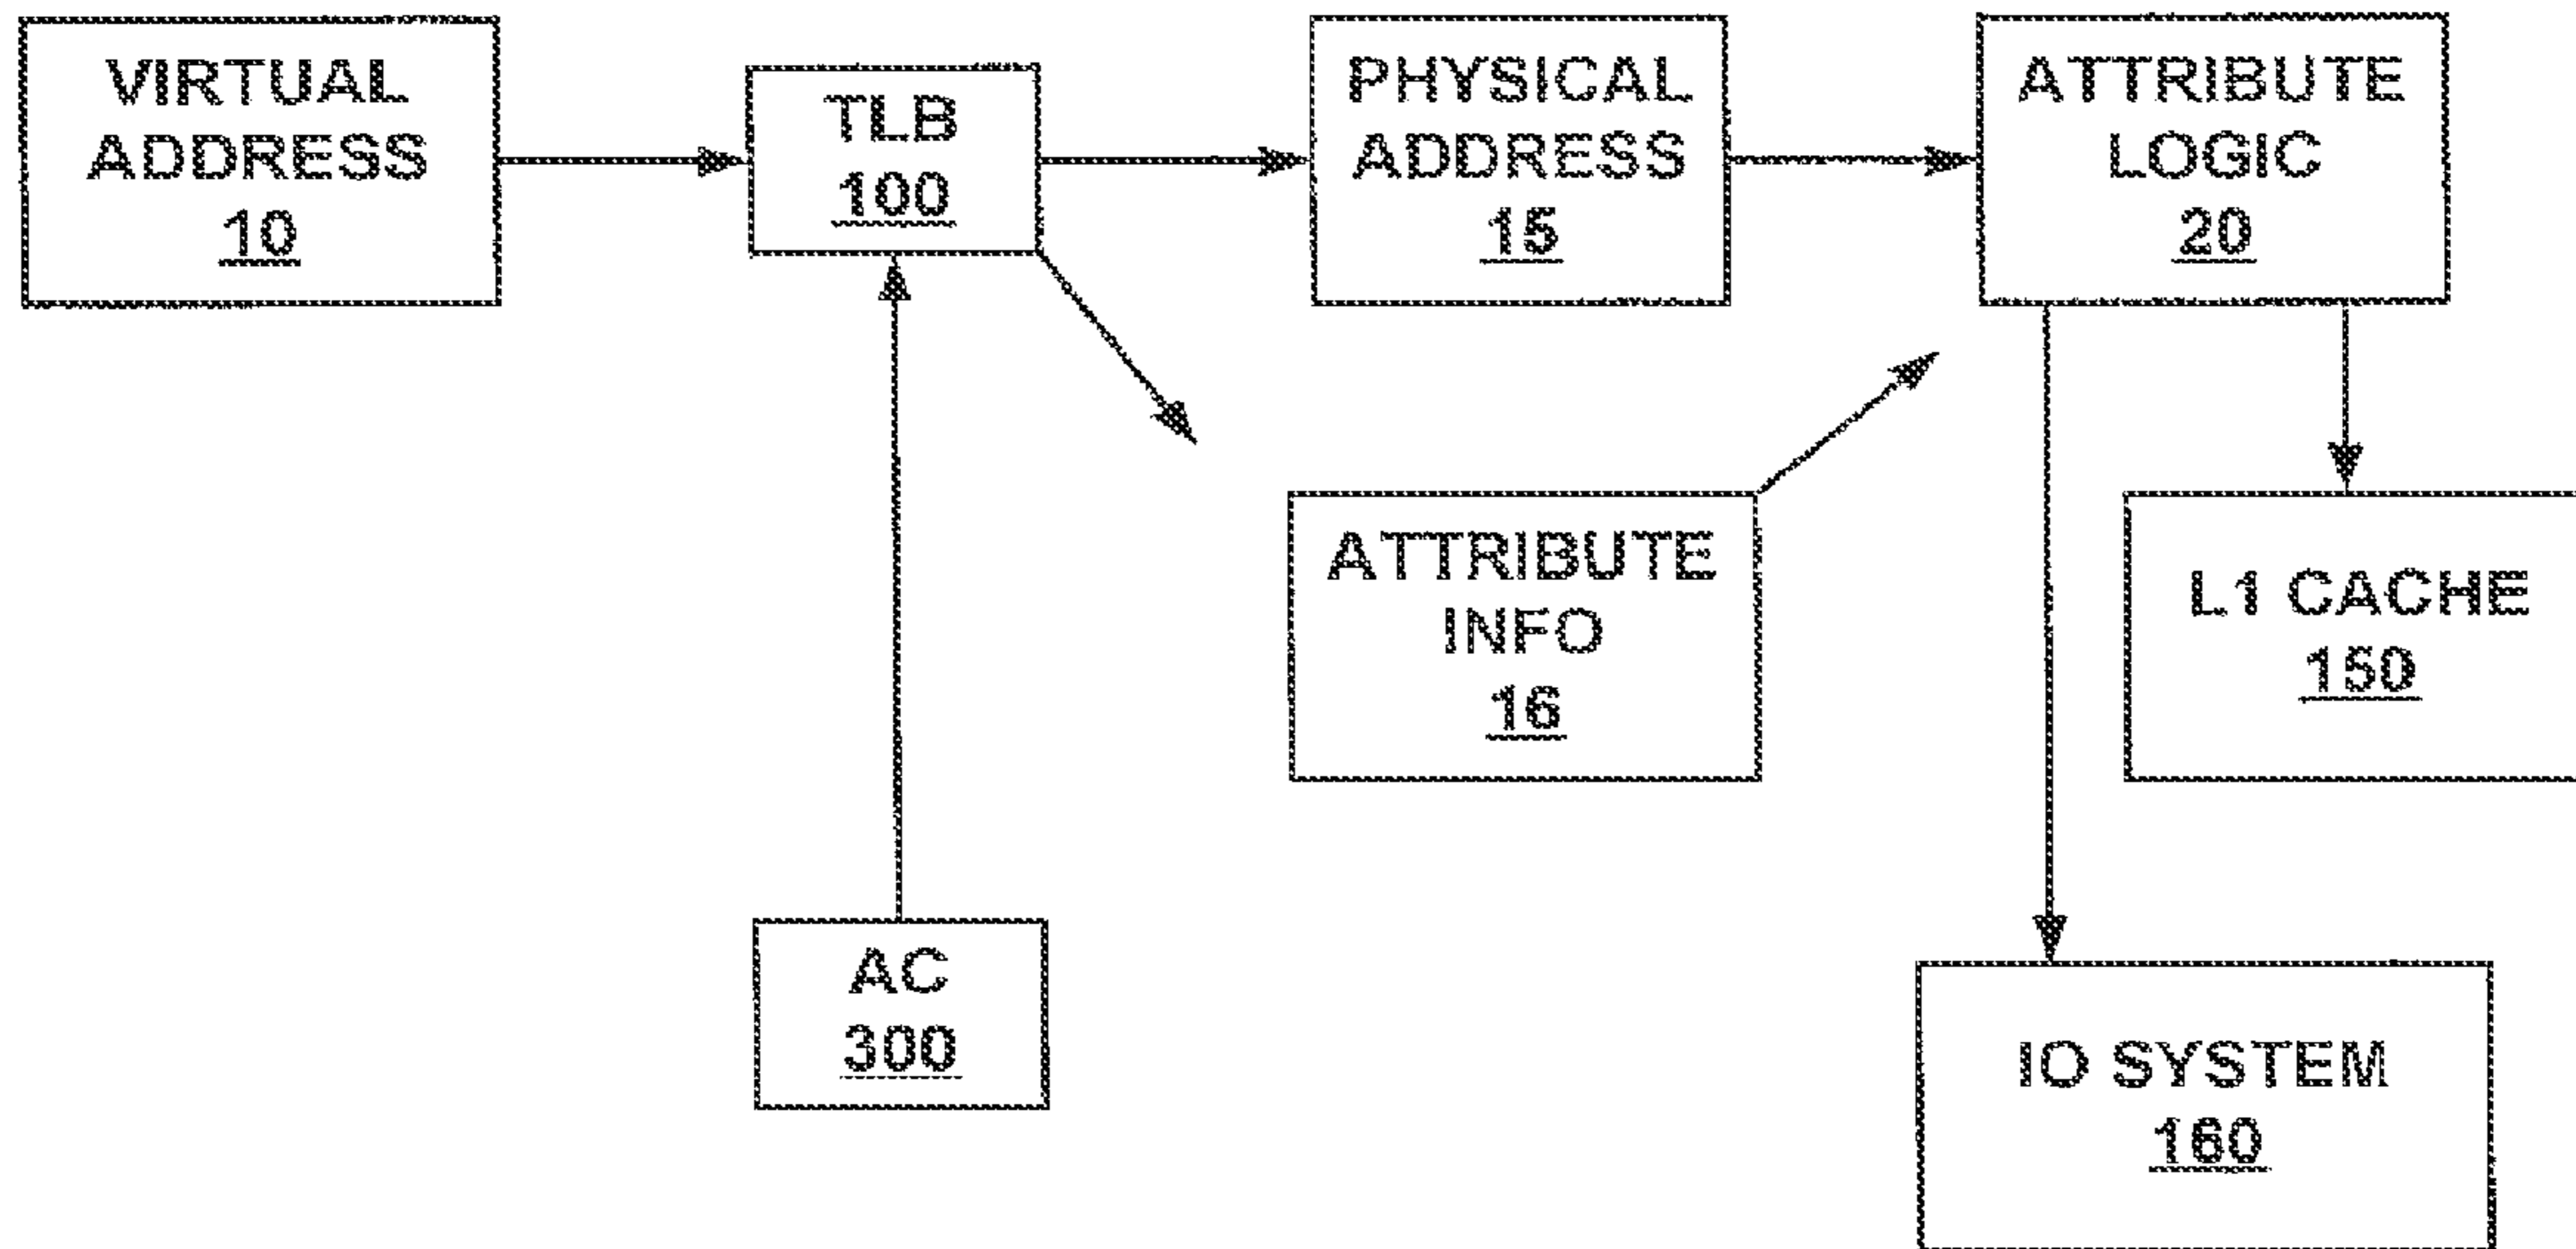 VIRTUAL
ADDRESS
10
TLB
100
PHYSICAL
ADDRESS
15
ATTRIBUTE
LOGIC
20
ATTRIBUTE
INFO
16
L1 CACHE
150
AC
300
IO SYSTEM
160